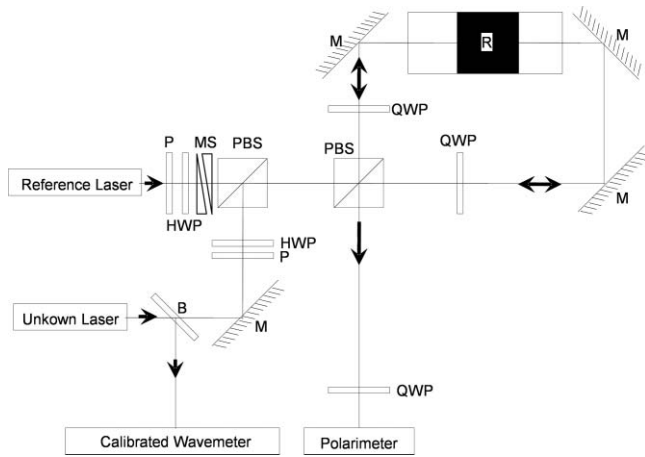 M
R
M
QWP
QWP
P
MS
PBS
PBS
Reference Laser
HWP
M
HWP
P
Unkown Laser
B
M
QWP
Calibrated Wavemeter
Polarimeter